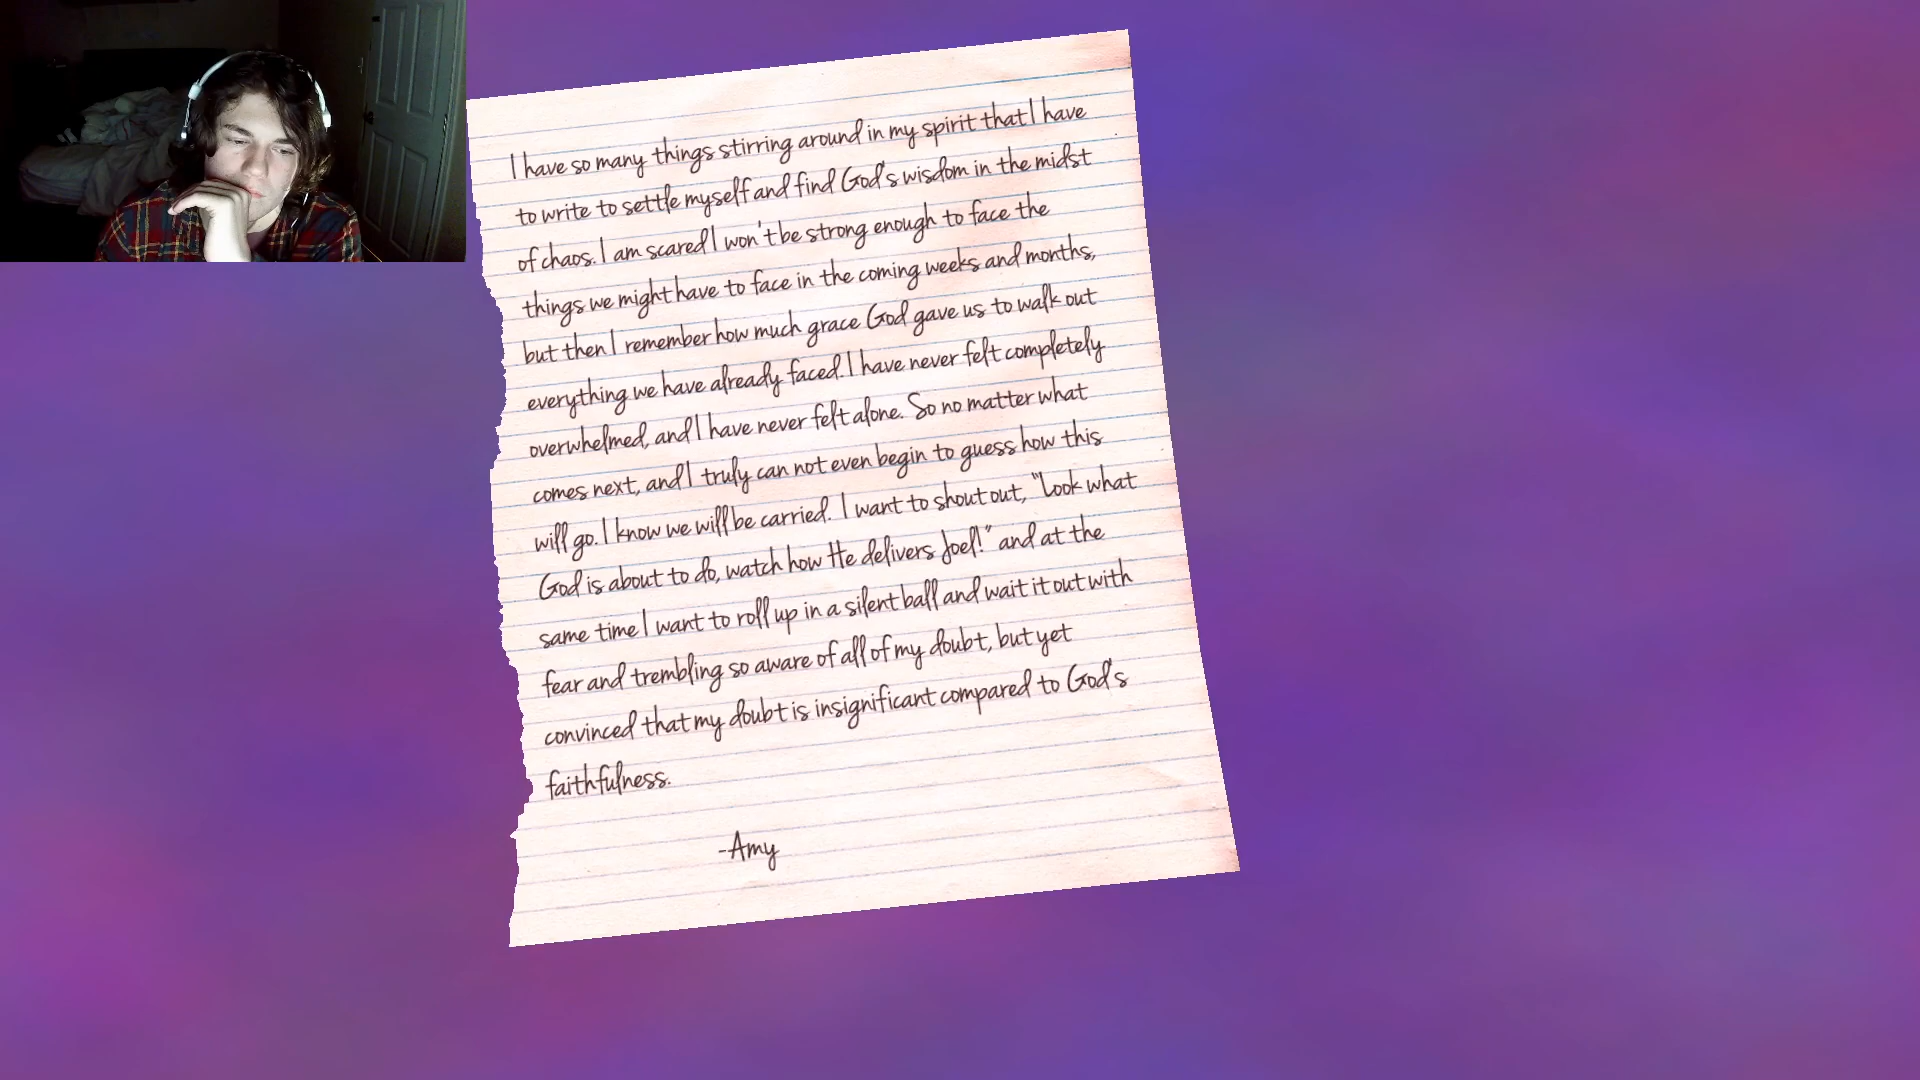 I have so many things stirring around in my spirit that I have
to write to settle myself and find God's wisdom in the midst
of chaos. I am scared I won't be strong enough to face the
things we might have to face in the coming weeks and months,
but then I remember how much grace God gave us to walk out
everything we have already faced. I have never felt completely
overwhelmed, and I have never felt alone. So no matter what
comes next, and I truly can not even begin to guess how this
will go. I know we will be carried. I want to shout out, "Look what
God is about to do, watch how He delivers Joel!" and at the
same time I want to roll up in a silent ball and wait it out with
fear and trembling so aware of all of my doubt, but yet
convinced that my doubt is insignificant compared to God's
faithfulness.
-Amy